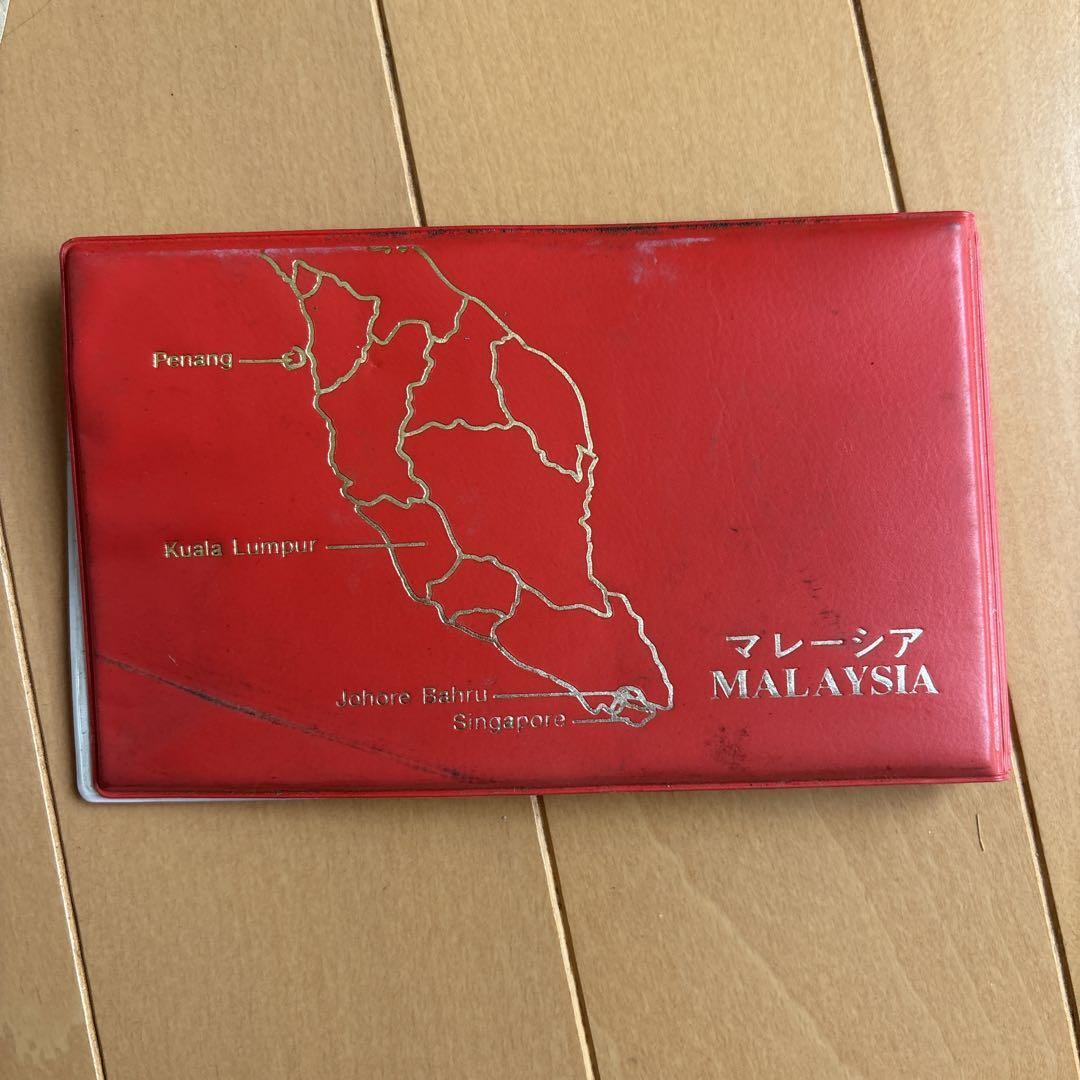 Penang
Kuala Lumpur
Johore Bahru
Singapore
マレーシア
MALAYSIA